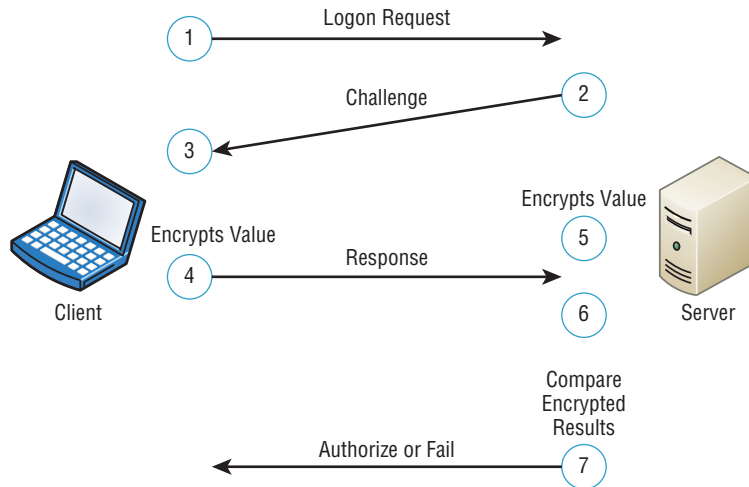 Logon Request
1
2
Challenge
3
Encrypts Value
Encrypts Value
5
4
Response
Client
6
Server
Compare
Encrypted
Results
Authorize or Fail
7